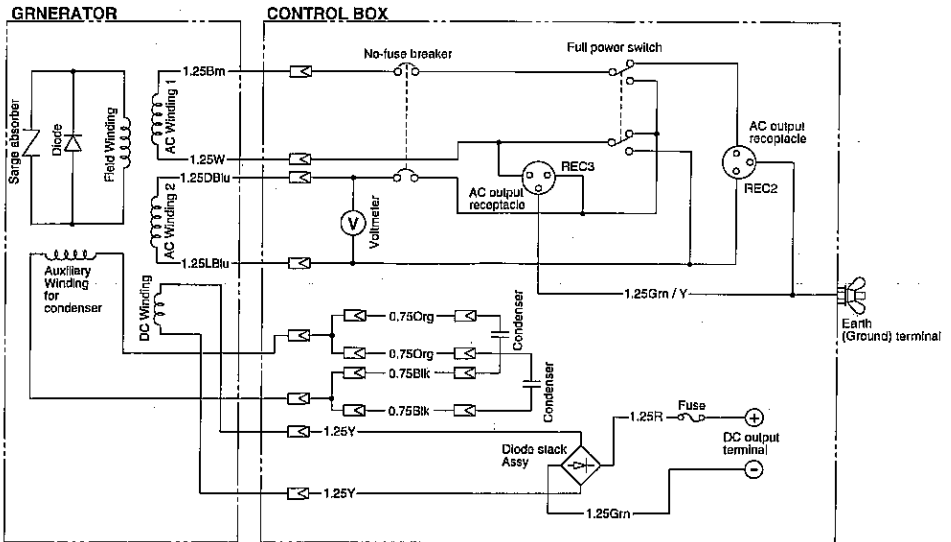 GRNERATOR
CONTROL BOX
No-fuse breaker
Full power switch
1.25Brn
Sarge absorber
Diode
Field Winding
AC Winding 1
AC output
receptacle
1.25W
REC3
REC2
1.25DBlu
AC output
receptacle
AC Winding 2
V
Voltmeter
1.25LBlu
Auxiliary
Winding
for
condenser
DC Winding
1.25Grn / Y
Earth
(Ground) terminal
0.75Org
Condenser
0.75Org
0.75Blk
0.75Blk
Condenser
1.25Y
Diode stack
Assy
1.25R
Fuse
+
DC output
terminal
−
1.25Y
1.25Grn